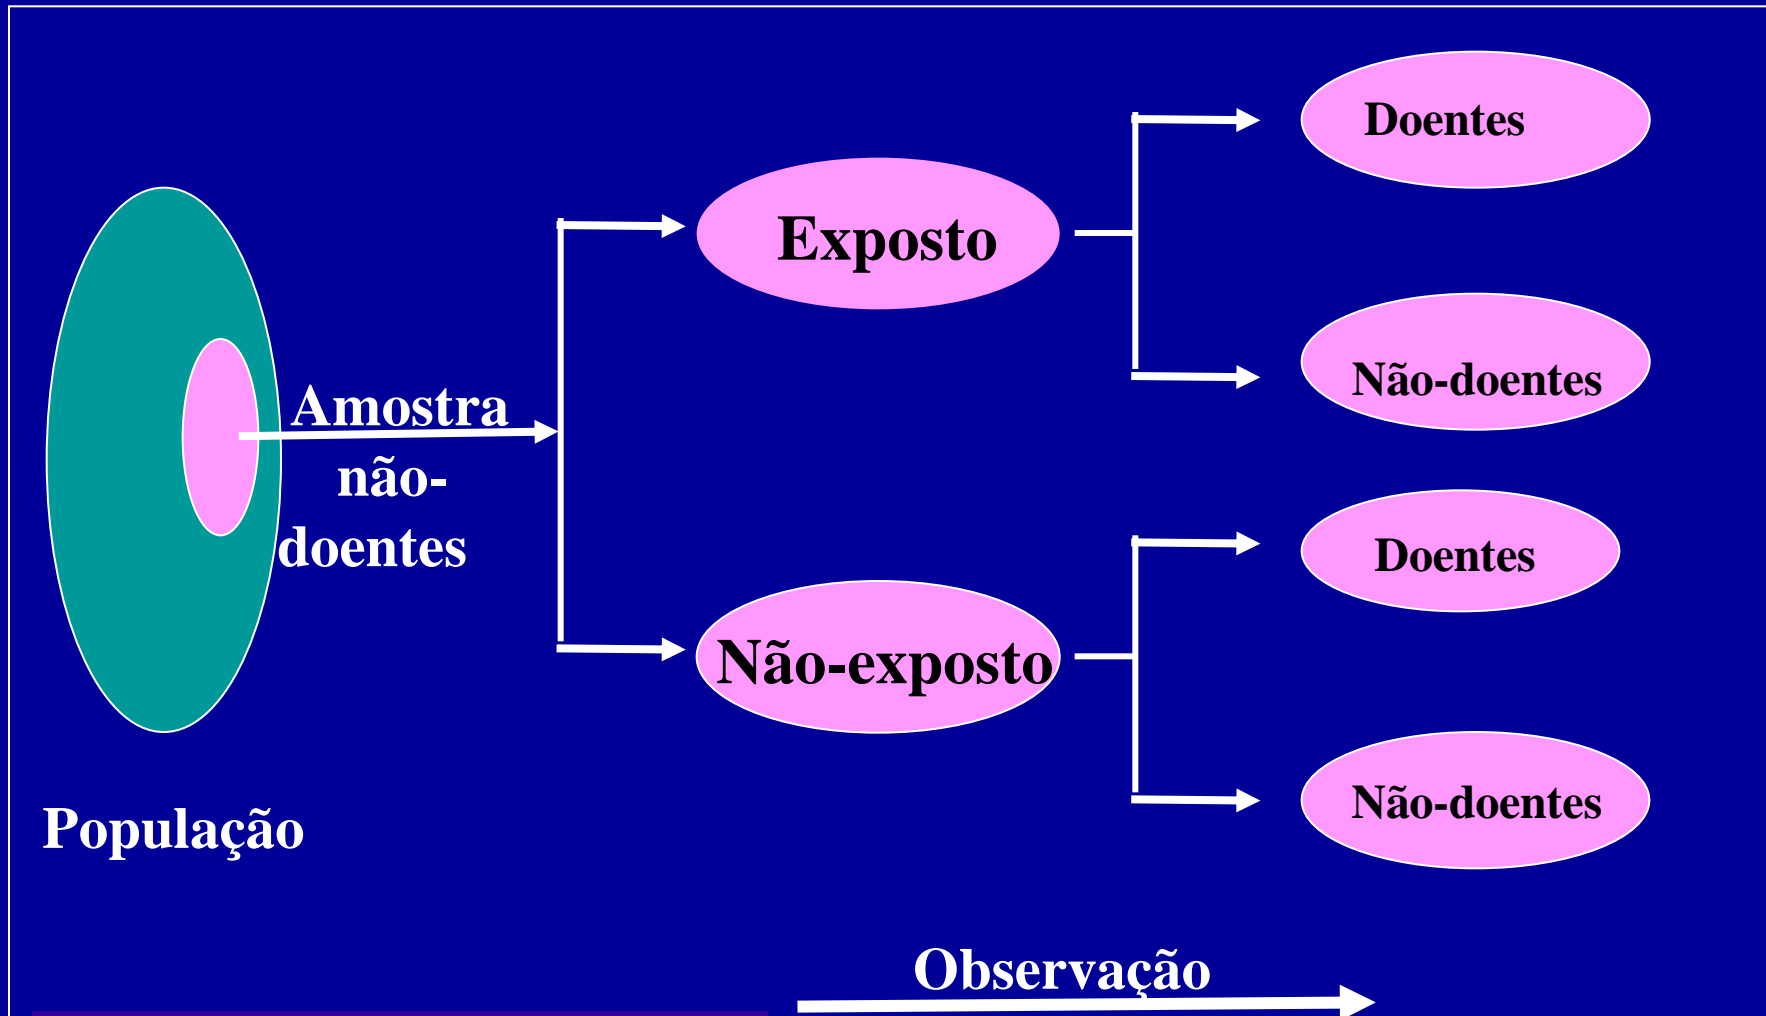 Doentes
Exposto
Não-doentes
Amostra
não-
doentes
Doentes
Não-exposto
Não-doentes
População
Observação